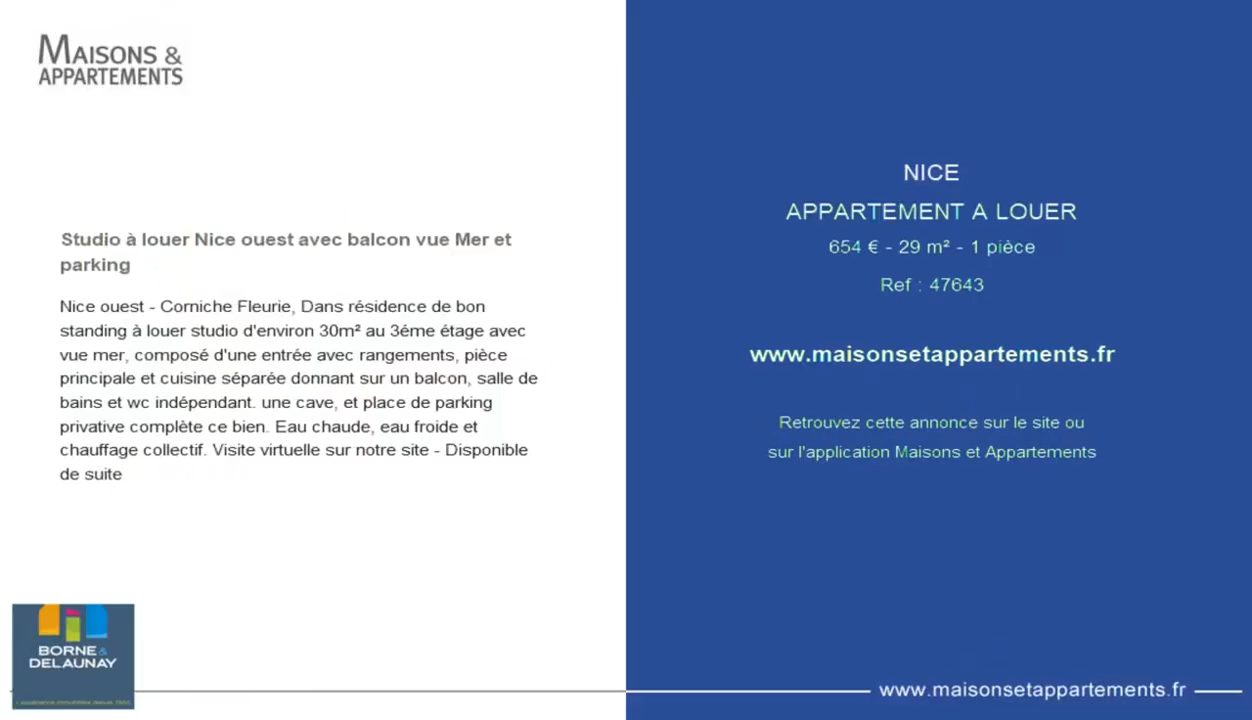 MAISONS &
APPARTEMENTS
Studio à louer Nice ouest avec balcon vue Mer et
parking
Nice ouest - Corniche Fleurie, Dans résidence de bon
standing à louer studio d'environ 30m² au 3éme étage avec
vue mer, composé d'une entrée avec rangements, pièce
principale et cuisine séparée donnant sur un balcon, salle de
bains et wc indépendant. une cave, et place de parking
privative complète ce bien. Eau chaude, eau froide et
chauffage collectif. Visite virtuelle sur notre site - Disponible
de suite
BORNE &
DELAUNAY
NICE
APPARTEMENT A LOUER
654 € - 29 m² - 1 pièce
Ref : 47643
www.maisonsetappartements.fr
Retrouvez cette annonce sur le site ou
sur l'application Maisons et Appartements
www.maisonsetappartements.fr